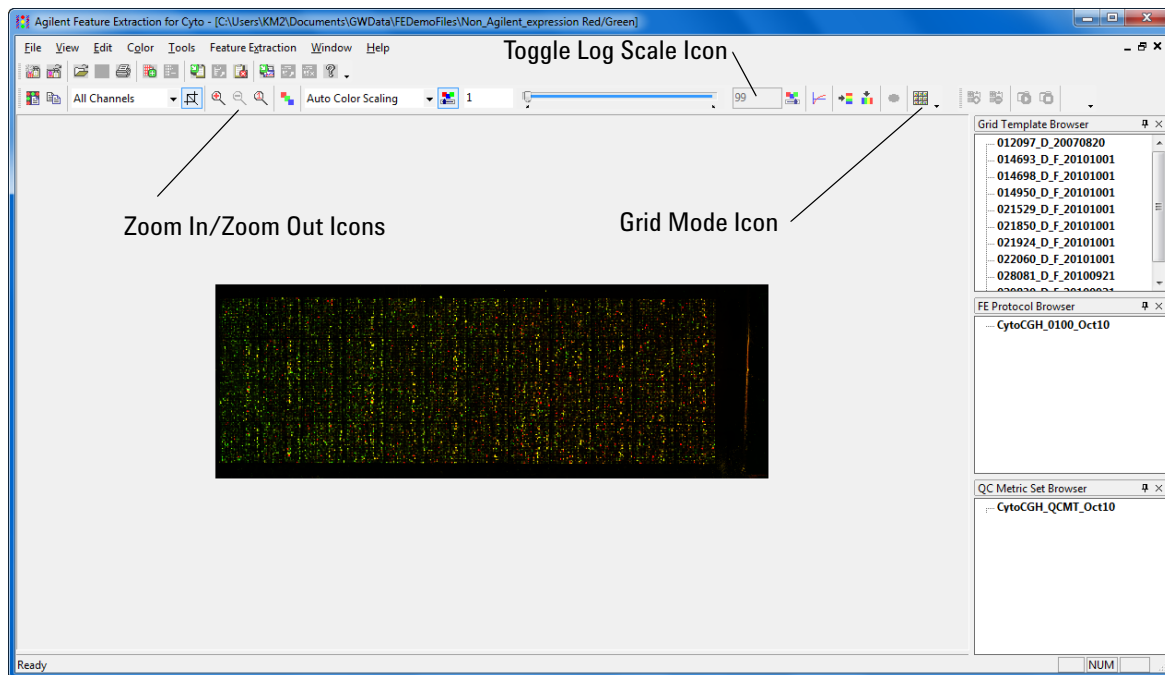 Agilent Feature Extraction for Cyto - [C:\Users\KM2\Documents\GWData\FEDemoFiles\Non_Agilent_expression Red/Green]
File View Edit Color Tools Feature Extraction Window Help
Toggle Log Scale Icon
All Channels Auto Color Scaling 1 99
Grid Template Browser
012097_D_20070820
014693_D_F_20101001
014698_D_F_20101001
014950_D_F_20101001
021529_D_F_20101001
021850_D_F_20101001
021924_D_F_20101001
022060_D_F_20101001
028081_D_F_20100921
Zoom In/Zoom Out Icons
Grid Mode Icon
FE Protocol Browser
CytoCGH_0100_Oct10
QC Metric Set Browser
CytoCGH_QCMT_Oct10
Ready NUM